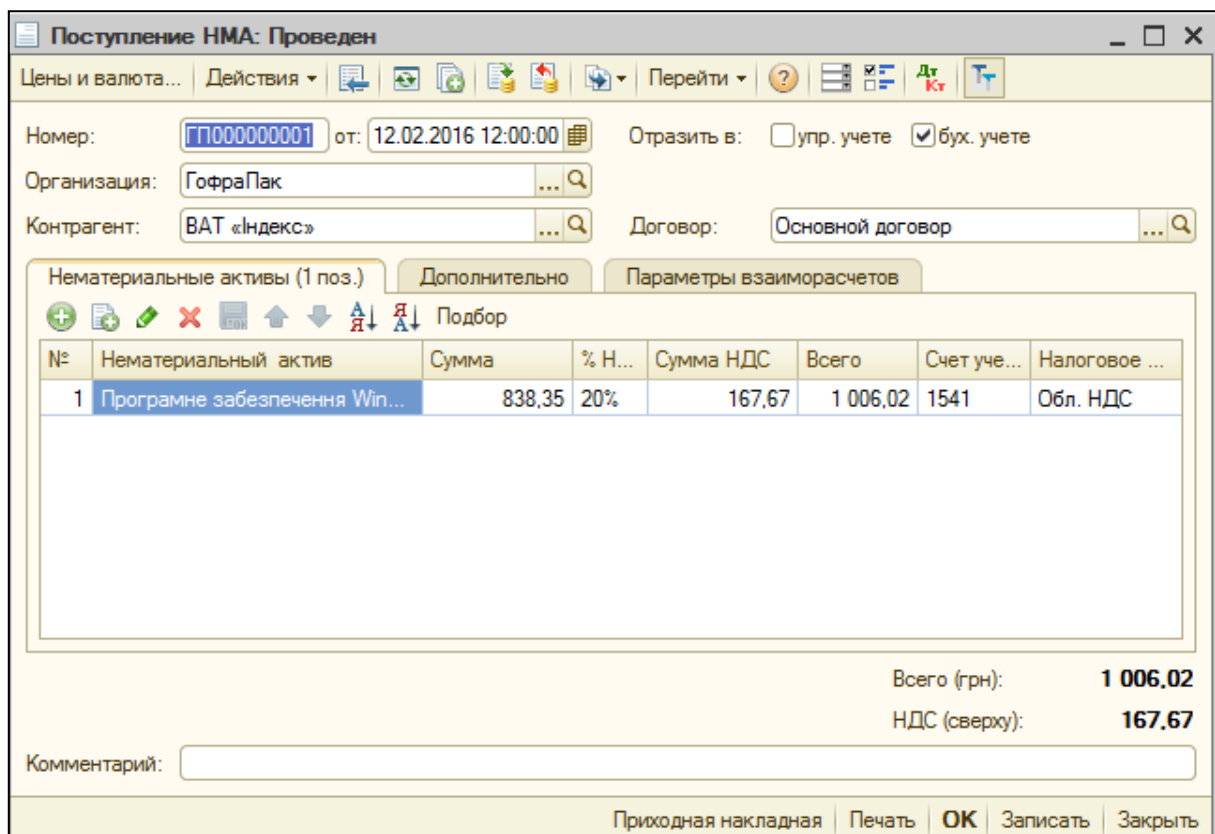 Поступление НМА: Проведен
Цены и валюта... Действия Перейти Дт Кт
Номер: ГП000000001 от: 12.02.2016 12:00:00 Отразить в: упр. учете бух. учете
Организация: ГофраПак ...
Контрагент: ВАТ «Індекс» ... Договор: Основной договор ...
Нематериальные активы (1 поз.) Дополнительно Параметры взаиморасчетов
Подбор
№ Нематериальный актив Сумма % Н... Сумма НДС Всего Счет уче... Налоговое ...
1 Програмне забезпечення Win... 838,35 20% 167,67 1 006,02 1541 Обл. НДС
Всего (грн): 1 006,02
НДС (сверху): 167,67
Комментарий:
Приходная накладная Печать ОК Записать Закрыть